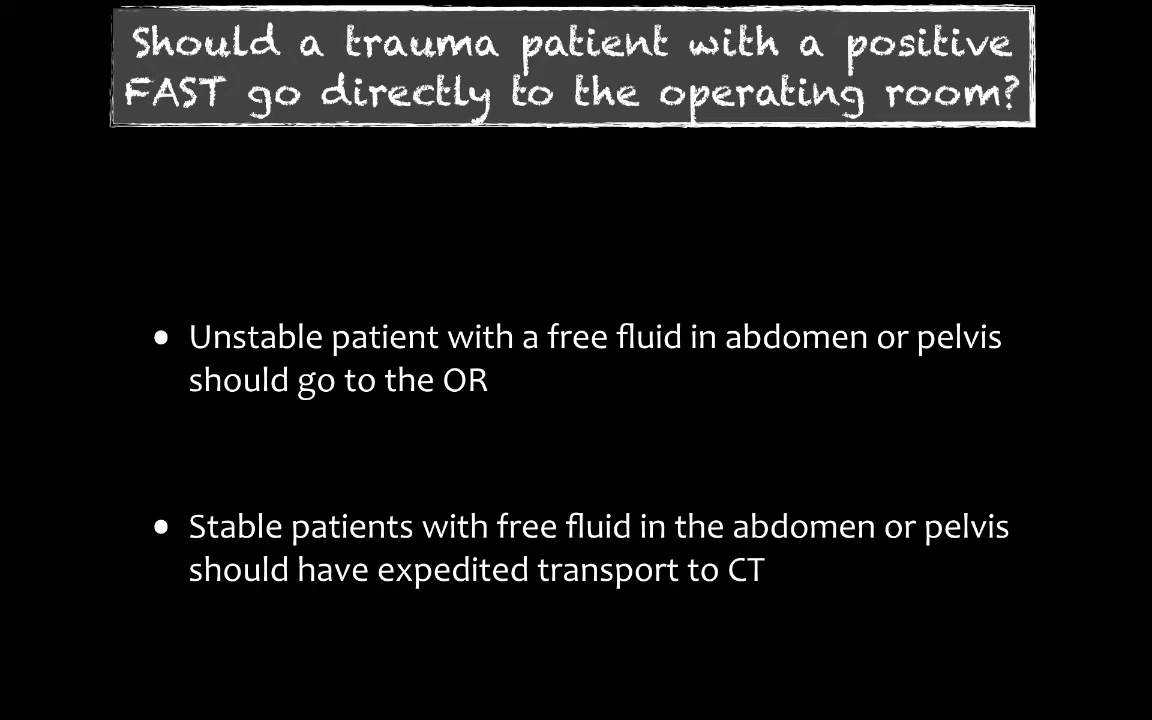 Should a trauma patient with a positive
FAST go directly to the operating room?
• Unstable patient with a free fluid in abdomen or pelvis
should go to the OR
• Stable patients with free fluid in the abdomen or pelvis
should have expedited transport to CT